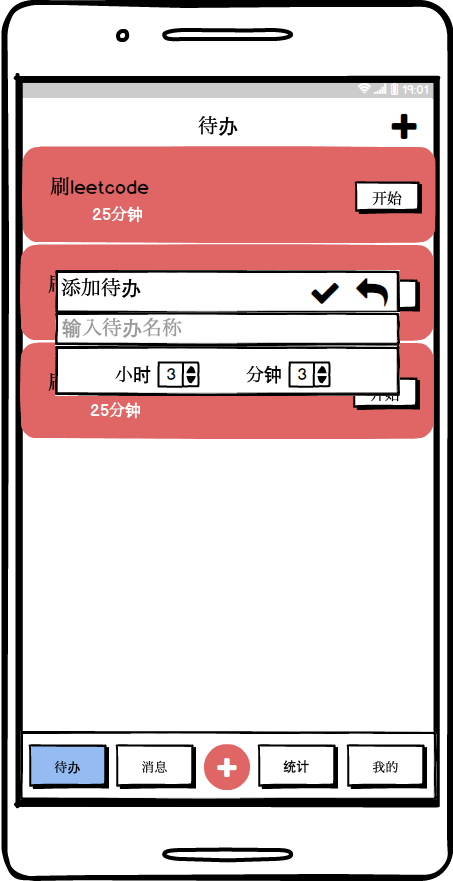 19:01
待办
刷leetcode
25分钟
开始
添加待办
输入待办名称
小时 3 分钟 3
25分钟
待办 消息 统计 我的